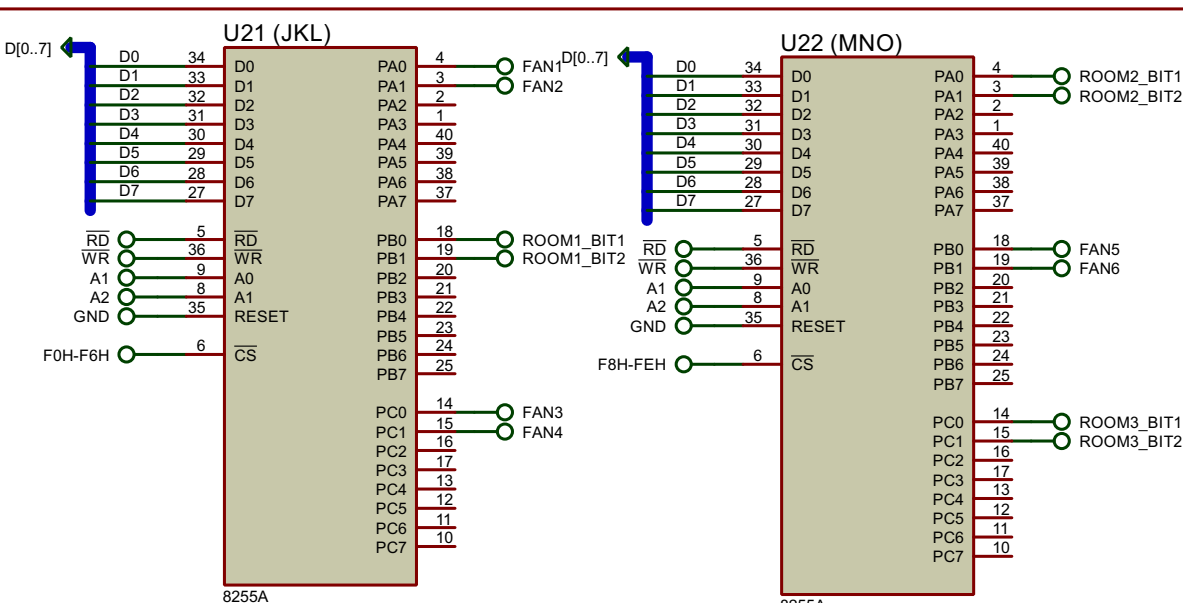 U21 (JKL)
D[0..7]
D0 34 D0 PA0 4 FAN1
D1 33 D1 PA1 3 FAN2
D2 32 D2 PA2 2
D3 31 D3 PA3 1
D4 30 D4 PA4 40
D5 29 D5 PA5 39
D6 28 D6 PA6 38
D7 27 D7 PA7 37
RD 5 RD PB0 18 ROOM1_BIT1
WR 36 WR PB1 19 ROOM1_BIT2
A1 9 A0 PB2 20
A2 8 A1 PB3 21
GND 35 RESET PB4 22
PB5 23
F0H-F6H 6 CS PB6 24
PB7 25
PC0 14 FAN3
PC1 15 FAN4
PC2 16
PC3 17
PC4 13
PC5 12
PC6 11
PC7 10
8255A
U22 (MNO)
D[0..7]
D0 34 D0 PA0 4 ROOM2_BIT1
D1 33 D1 PA1 3 ROOM2_BIT2
D2 32 D2 PA2 2
D3 31 D3 PA3 1
D4 30 D4 PA4 40
D5 29 D5 PA5 39
D6 28 D6 PA6 38
D7 27 D7 PA7 37
RD 5 RD PB0 18 FAN5
WR 36 WR PB1 19 FAN6
A1 9 A0 PB2 20
A2 8 A1 PB3 21
GND 35 RESET PB4 22
PB5 23
F8H-FEH 6 CS PB6 24
PB7 25
PC0 14 ROOM3_BIT1
PC1 15 ROOM3_BIT2
PC2 16
PC3 17
PC4 13
PC5 12
PC6 11
PC7 10
8255A